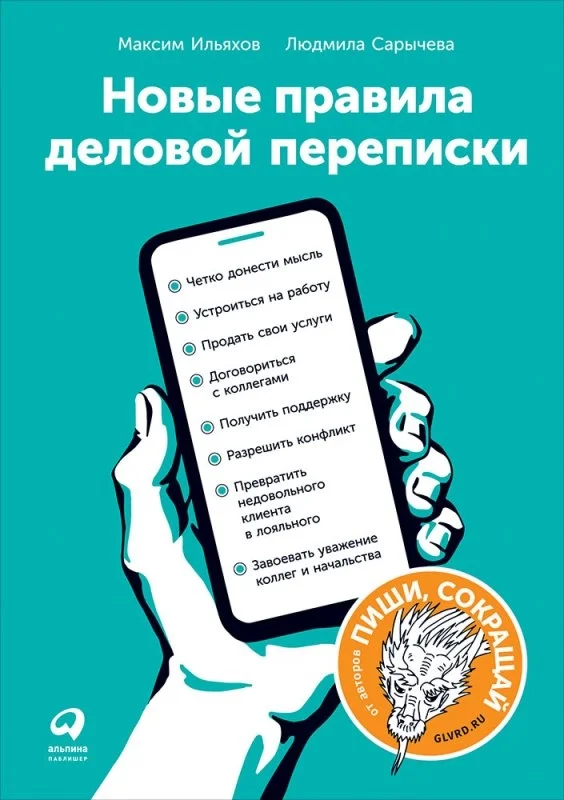 Максим Ильяхов Людмила Сарычева
Новые правила
деловой переписки
Четко донести мысль
Устроиться на работу
Продать свои услуги
Договориться
с коллегами
Получить поддержку
Разрешить конфликт
Превратить
недовольного
клиента
в лояльного
Завоевать уважение
коллег и начальства
от авторов
ПИШИ, СОКРАЩАЙ
GLVRD.RU
альпина
ПАБЛИШЕР